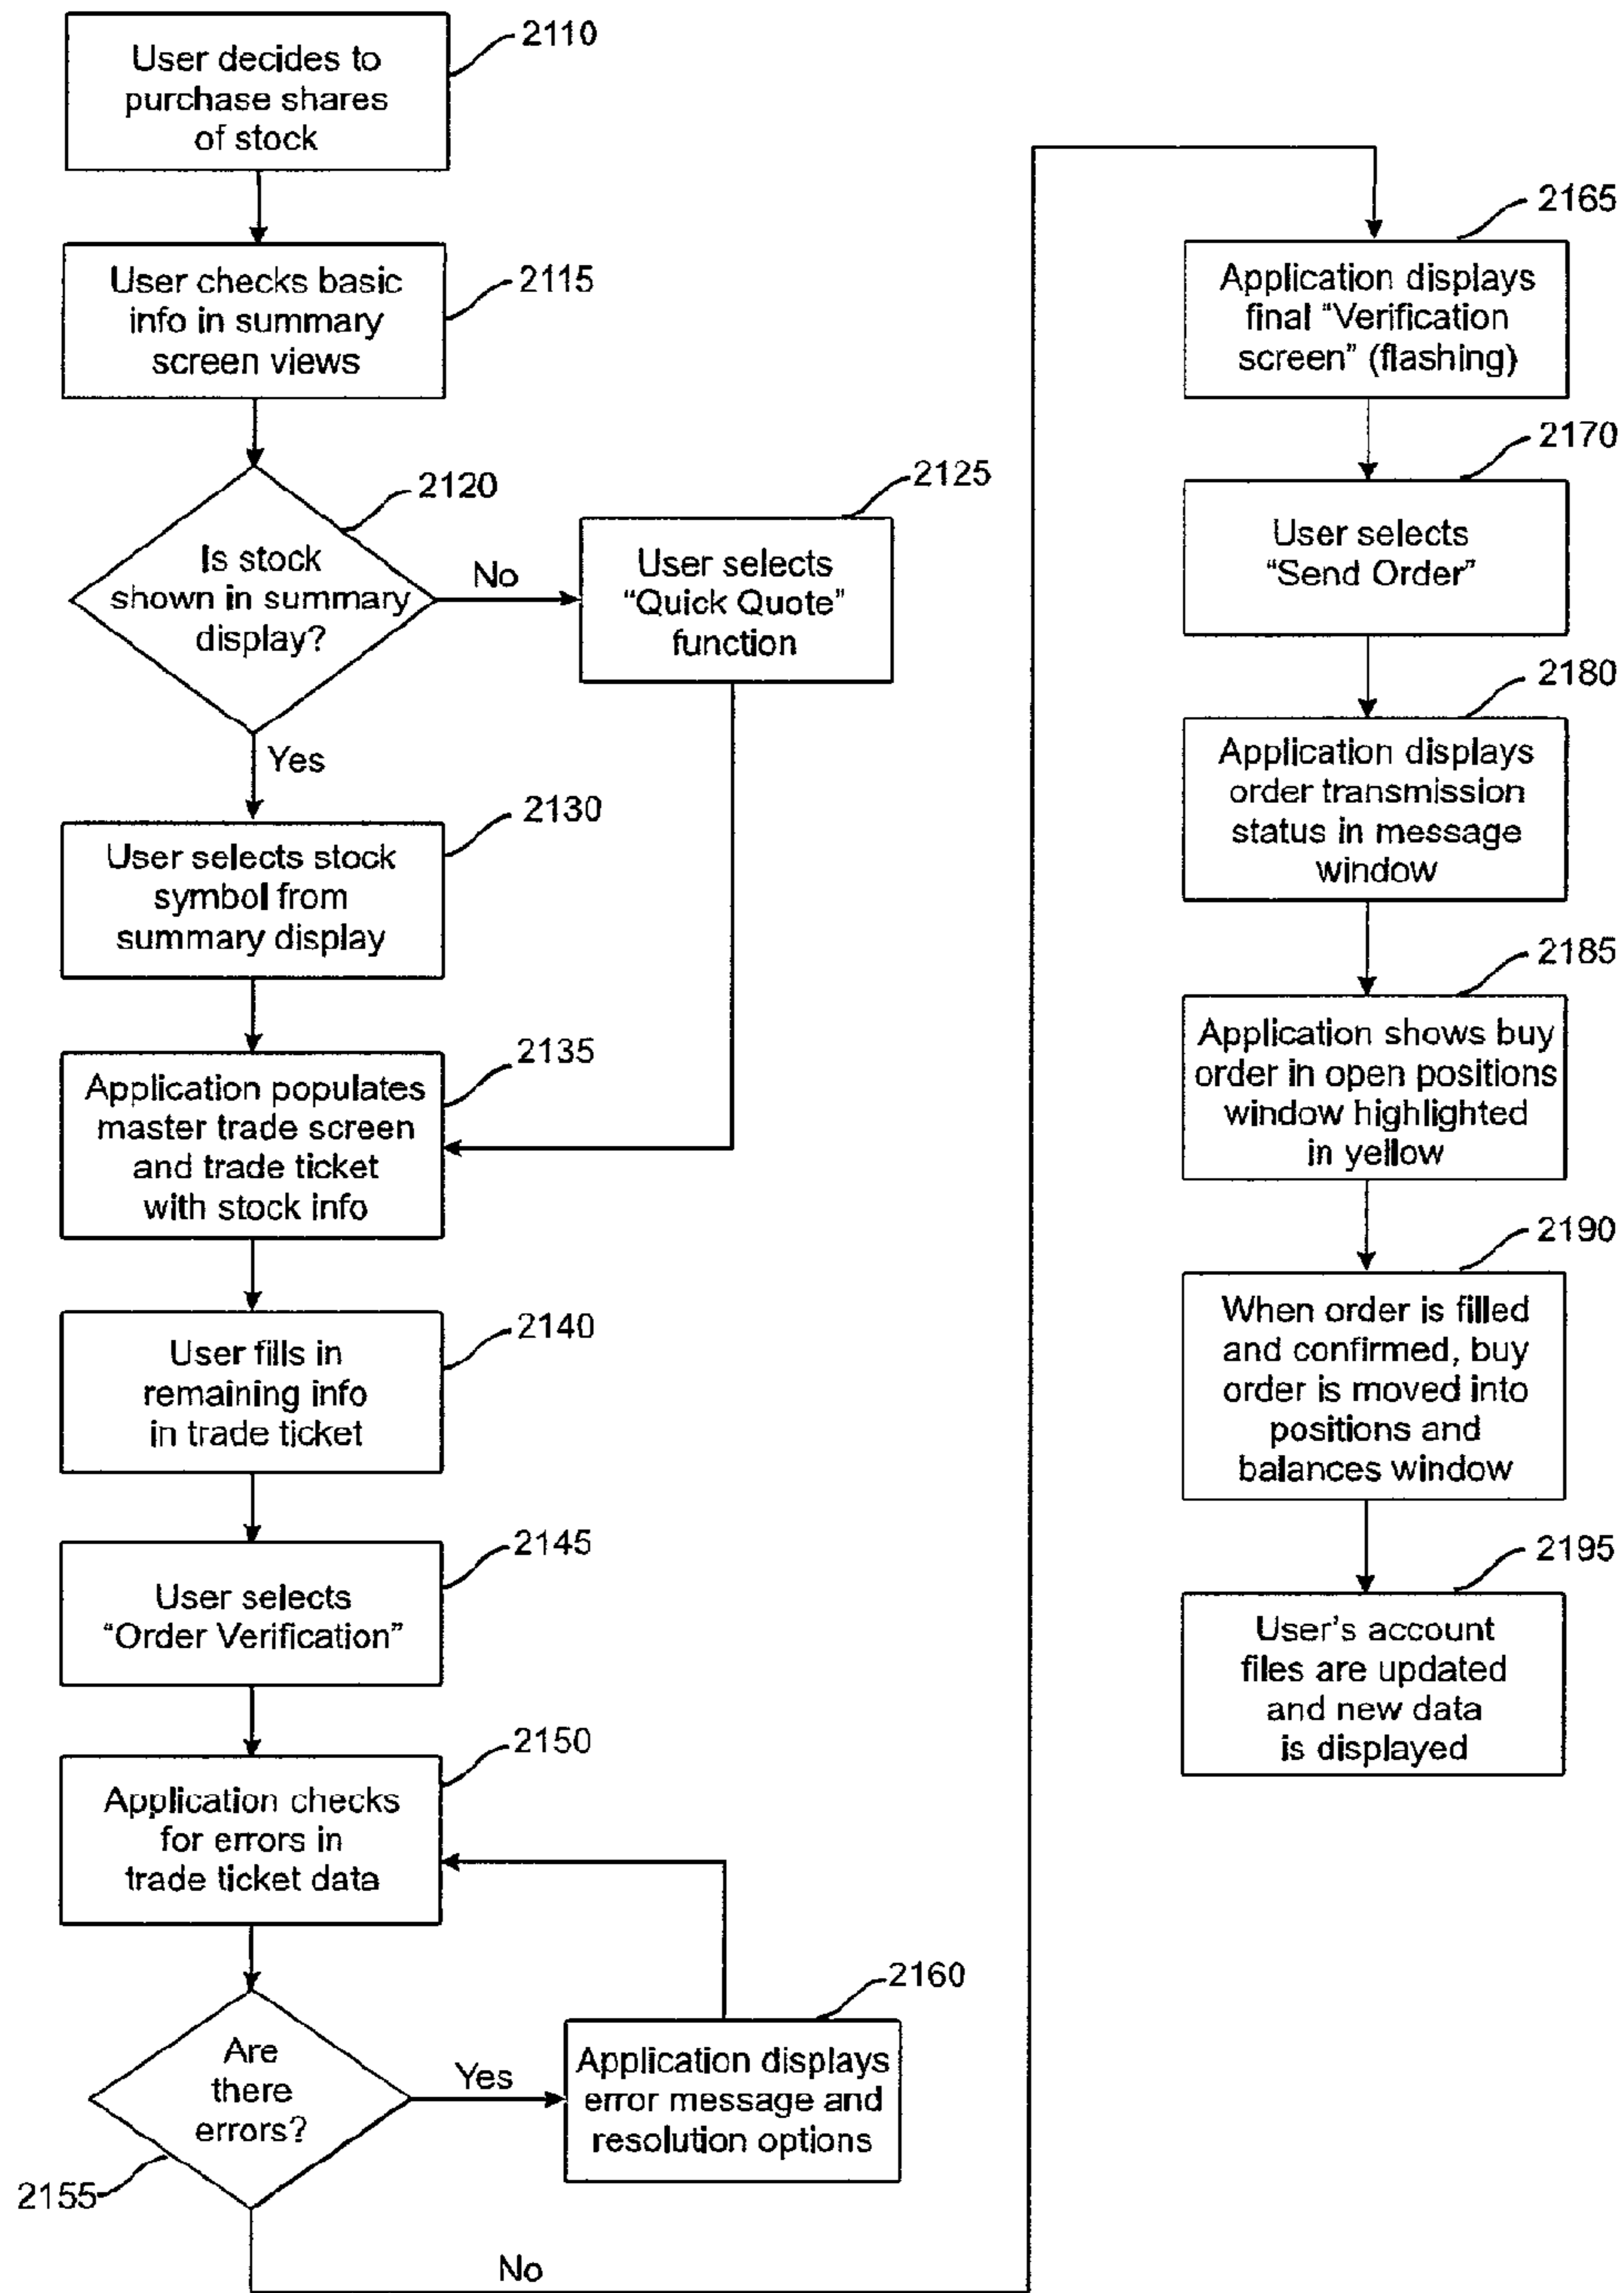 2110
User decides to
purchase shares
of stock
2115
User checks basic
info in summary
screen views
2120
Is stock
shown in summary
display?
No
2125
User selects
“Quick Quote”
function
Yes
2130
User selects stock
symbol from
summary display
2135
Application populates
master trade screen
and trade ticket
with stock info
2140
User fills in
remaining info
in trade ticket
2145
User selects
“Order Verification”
2150
Application checks
for errors in
trade ticket data
Are
there
errors?
2155
Yes
2160
Application displays
error message and
resolution options
No
2165
Application displays
final “Verification
screen” (flashing)
2170
User selects
“Send Order”
2180
Application displays
order transmission
status in message
window
2185
Application shows buy
order in open positions
window highlighted
in yellow
2190
When order is filled
and confirmed, buy
order is moved into
positions and
balances window
2195
User’s account
files are updated
and new data
is displayed